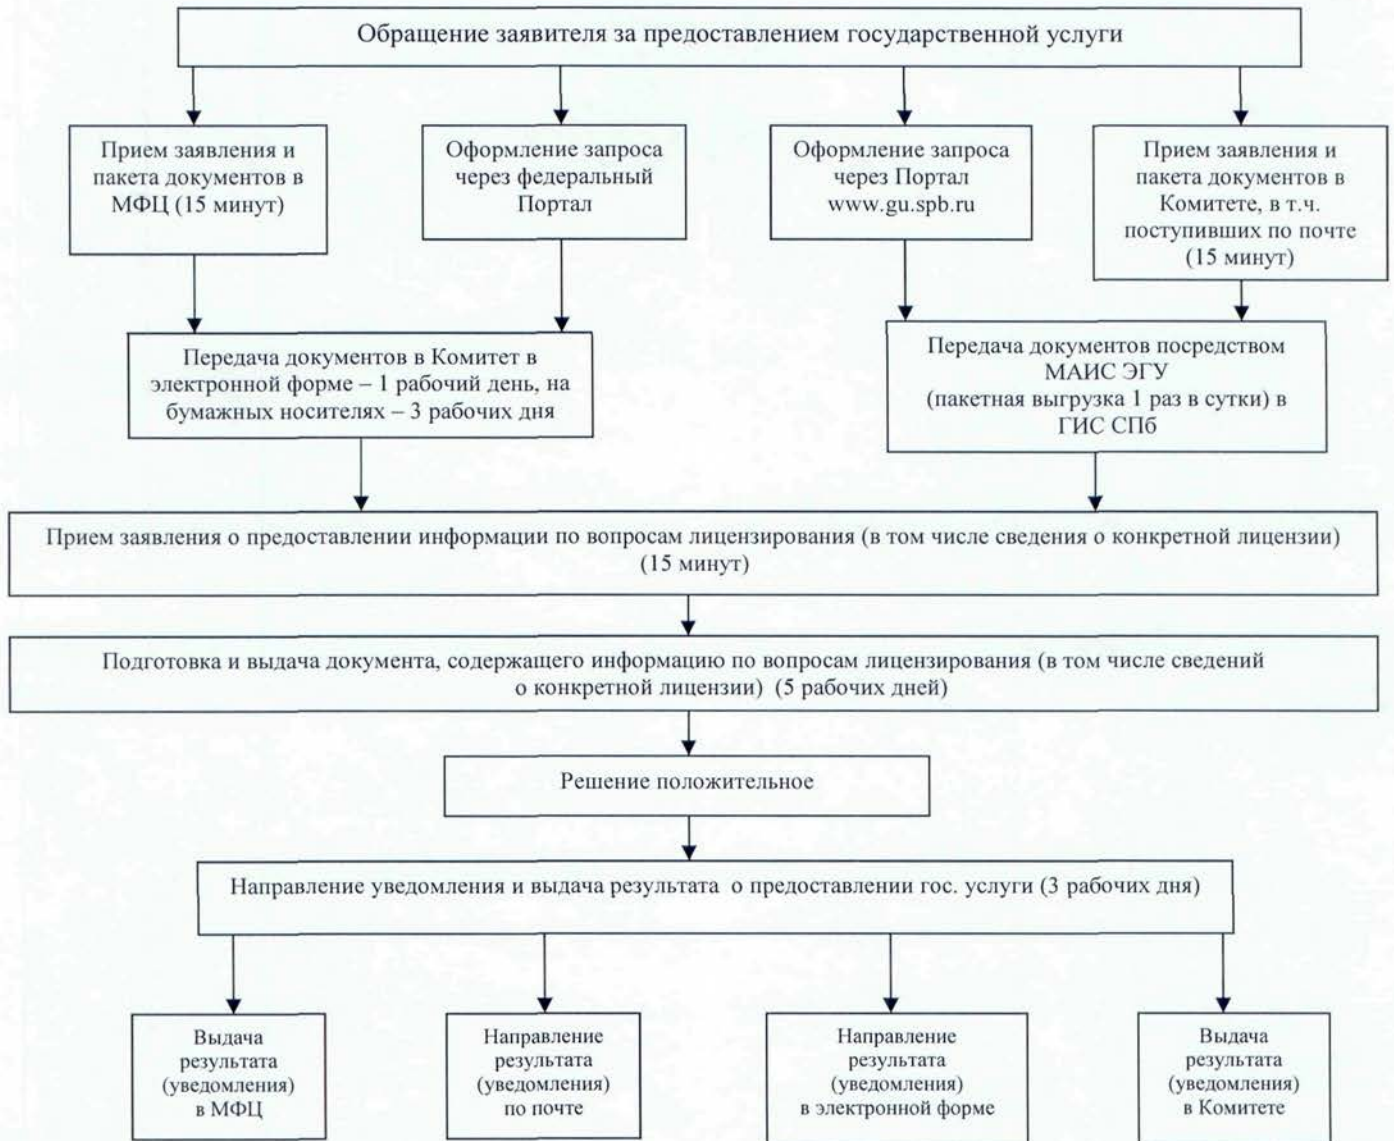 Обращение заявителя за предоставлением государственной услуги
Прием заявления и
пакета документов в
МФЦ (15 минут)
Оформление запроса
через федеральный
Портал
Оформление запроса
через Портал
www.gu.spb.ru
Прием заявления и
пакета документов в
Комитете, в т.ч.
поступивших по почте
(15 минут)
Передача документов в Комитет в
электронной форме – 1 рабочий день, на
бумажных носителях – 3 рабочих дня
Передача документов посредством
МАИС ЭГУ
(пакетная выгрузка 1 раз в сутки) в
ГИС СПб
Прием заявления о предоставлении информации по вопросам лицензирования (в том числе сведения о конкретной лицензии)
(15 минут)
Подготовка и выдача документа, содержащего информацию по вопросам лицензирования (в том числе сведений
о конкретной лицензии) (5 рабочих дней)
Решение положительное
Направление уведомления и выдача результата о предоставлении гос. услуги (3 рабочих дня)
Выдача
результата
(уведомления)
в МФЦ
Направление
результата
(уведомления)
по почте
Направление
результата
(уведомления)
в электронной форме
Выдача
результата
(уведомления)
в Комитете